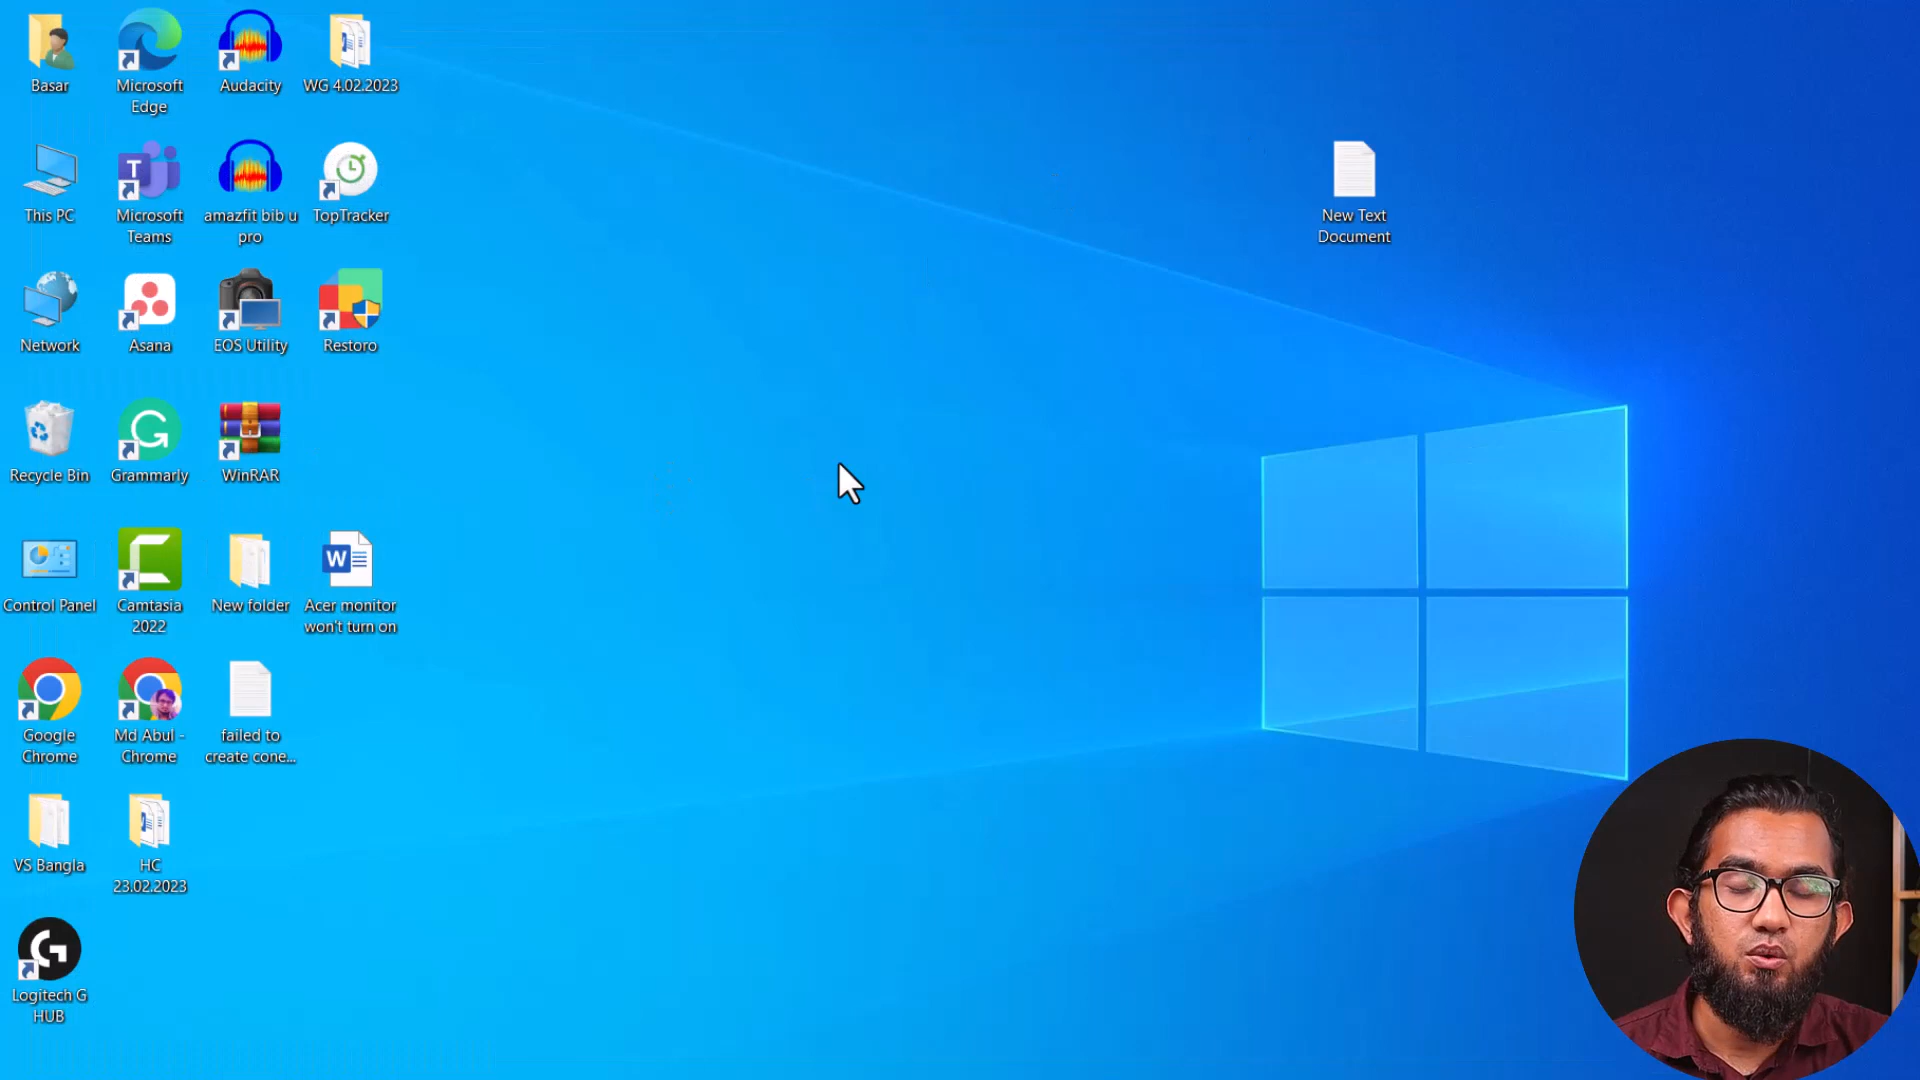 Basar
Microsoft
Edge
Audacity
WG 4.02.2023
This PC
Microsoft
Teams
amazfit bib u
pro
TopTracker
New Text
Document
Network
Asana
EOS Utility
Restoro
Recycle Bin
Grammarly
WinRAR
Control Panel
Camtasia
2022
New folder
Acer monitor
won't turn on
Google
Chrome
Md Abul -
Chrome
failed to
create cone...
VS Bangla
HC
23.02.2023
Logitech G
HUB